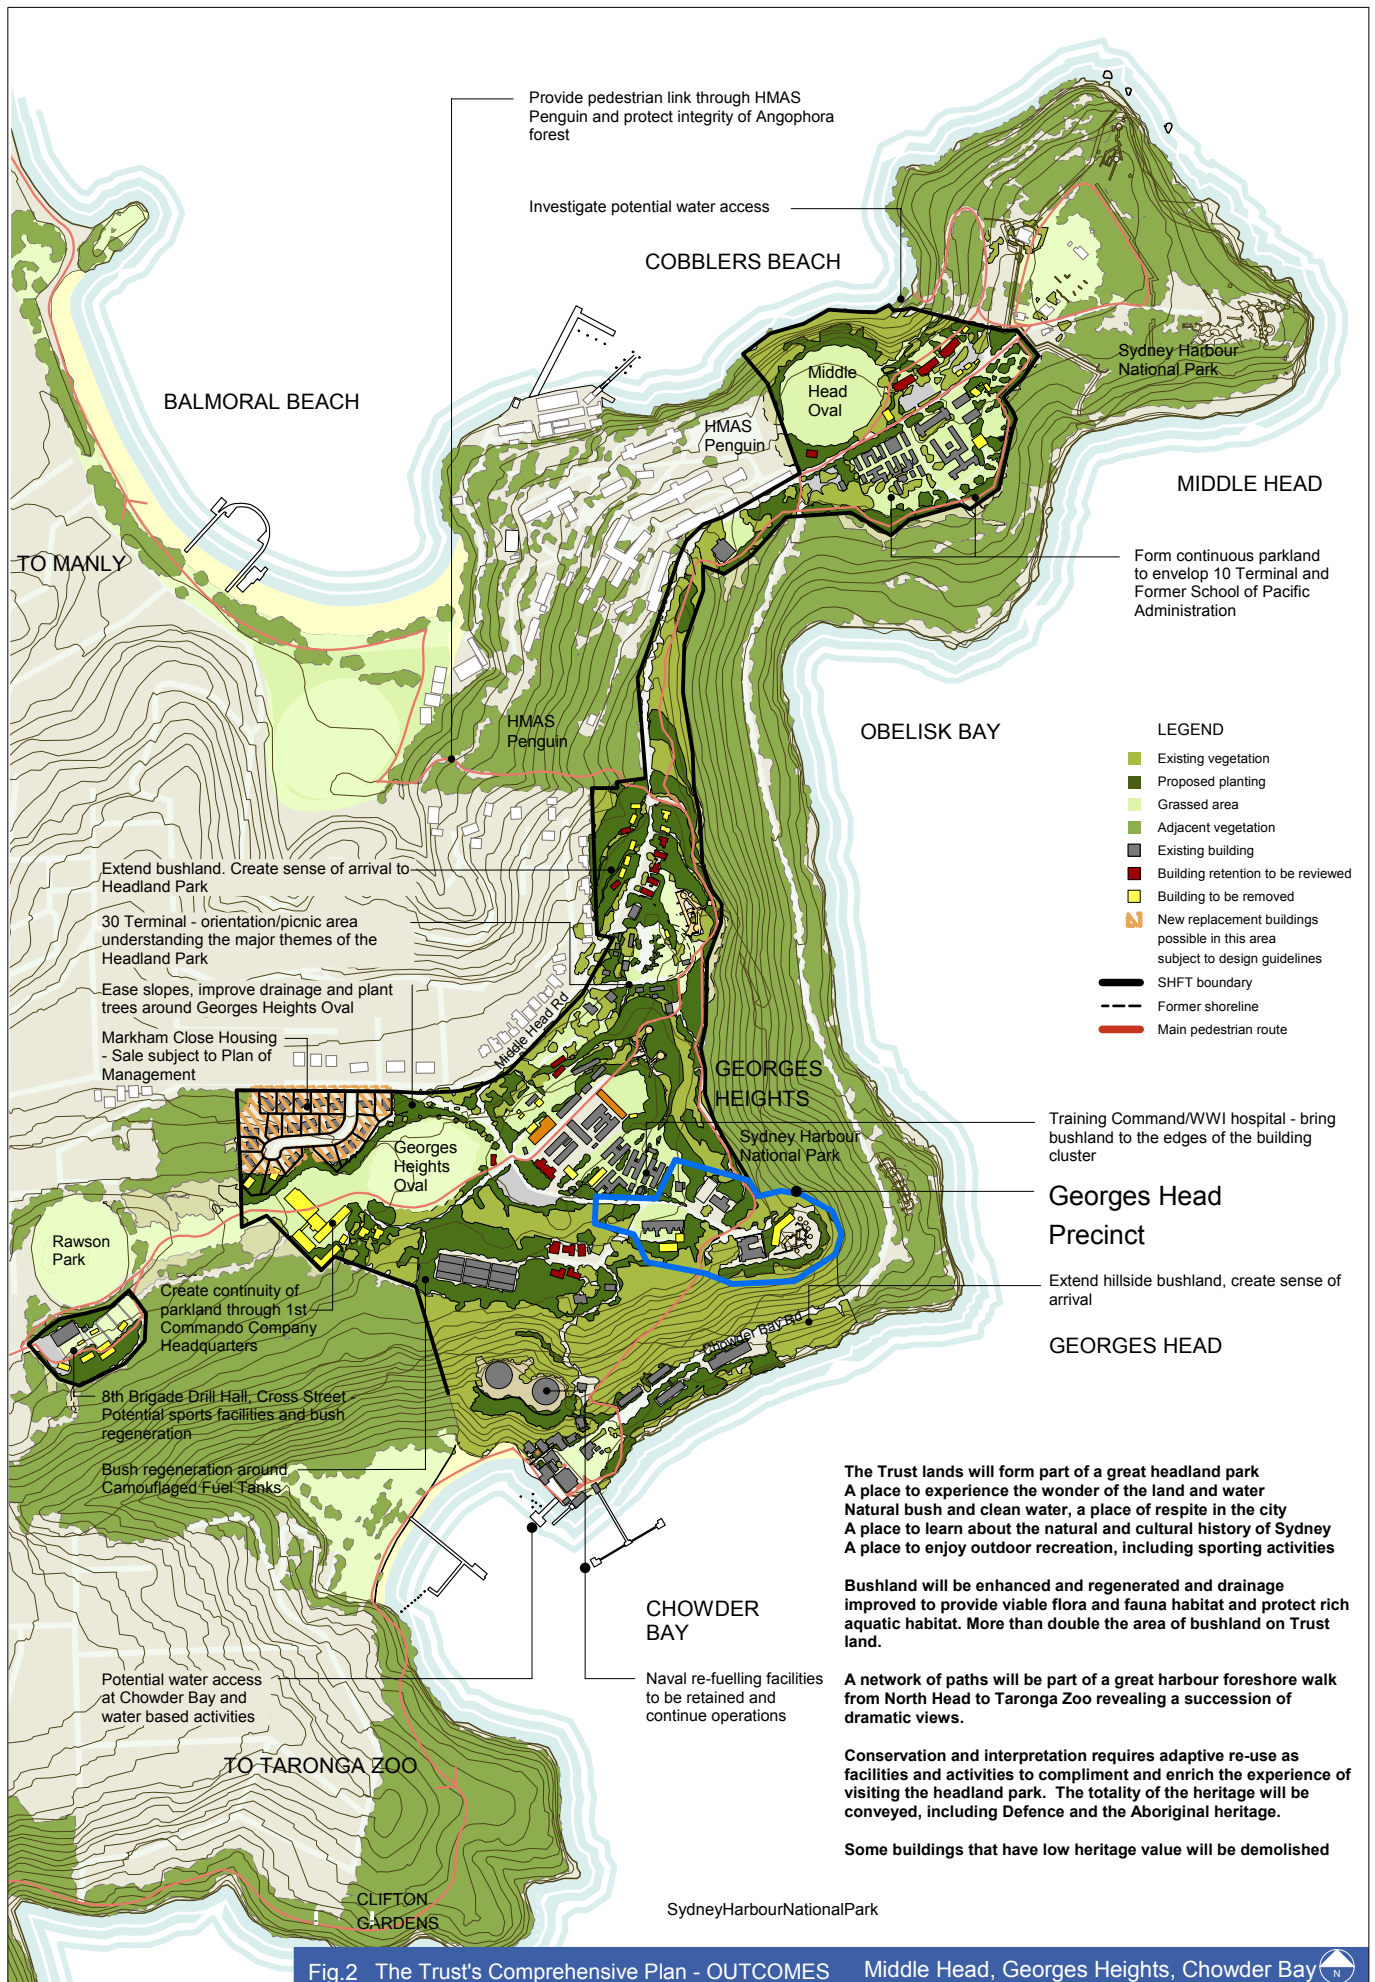 Provide pedestrian link through HMAS
Penguin and protect integrity of Angophora
forest
Investigate potential water access
COBBLERS BEACH
Sydney Harbour
National Park
Middle
Head
Oval
BALMORAL BEACH
HMAS
Penguin
MIDDLE HEAD
TO MANLY
Form continuous parkland
to envelop 10 Terminal and
Former School of Pacific
Administration
HMAS
Penguin
OBELISK BAY
LEGEND
Existing vegetation
Proposed planting
Grassed area
Adjacent vegetation
Existing building
Building retention to be reviewed
Building to be removed
New replacement buildings
possible in this area
subject to design guidelines
SHFT boundary
Former shoreline
Main pedestrian route
Extend bushland. Create sense of arrival to
Headland Park
30 Terminal - orientation/picnic area
understanding the major themes of the
Headland Park
Ease slopes, improve drainage and plant
trees around Georges Heights Oval
Markham Close Housing
- Sale subject to Plan of
Management
Middle Head Rd
GEORGES
HEIGHTS
Sydney Harbour
National Park
Georges
Heights
Oval
Training Command/WWI hospital - bring
bushland to the edges of the building
cluster
Georges Head
Precinct
Rawson
Park
Extend hillside bushland, create sense of
arrival
Create continuity of
parkland through 1st
Commando Company
Headquarters
Chowder Bay Rd
GEORGES HEAD
8th Brigade Drill Hall, Cross Street -
Potential sports facilities and bush
regeneration
Bush regeneration around
Camouflaged Fuel Tanks
The Trust lands will form part of a great headland park
A place to experience the wonder of the land and water
Natural bush and clean water, a place of respite in the city
A place to learn about the natural and cultural history of Sydney
A place to enjoy outdoor recreation, including sporting activities
Bushland will be enhanced and regenerated and drainage
improved to provide viable flora and fauna habitat and protect rich
aquatic habitat. More than double the area of bushland on Trust
land.
A network of paths will be part of a great harbour foreshore walk
from North Head to Taronga Zoo revealing a succession of
dramatic views.
Conservation and interpretation requires adaptive re-use as
facilities and activities to compliment and enrich the experience of
visiting the headland park. The totality of the heritage will be
conveyed, including Defence and the Aboriginal heritage.
Some buildings that have low heritage value will be demolished
CHOWDER
BAY
Potential water access
at Chowder Bay and
water based activities
Naval re-fuelling facilities
to be retained and
continue operations
TO TARONGA ZOO
CLIFTON
GARDENS
SydneyHarbourNationalPark
Fig.2 The Trust's Comprehensive Plan - OUTCOMES Middle Head, Georges Heights, Chowder Bay
N